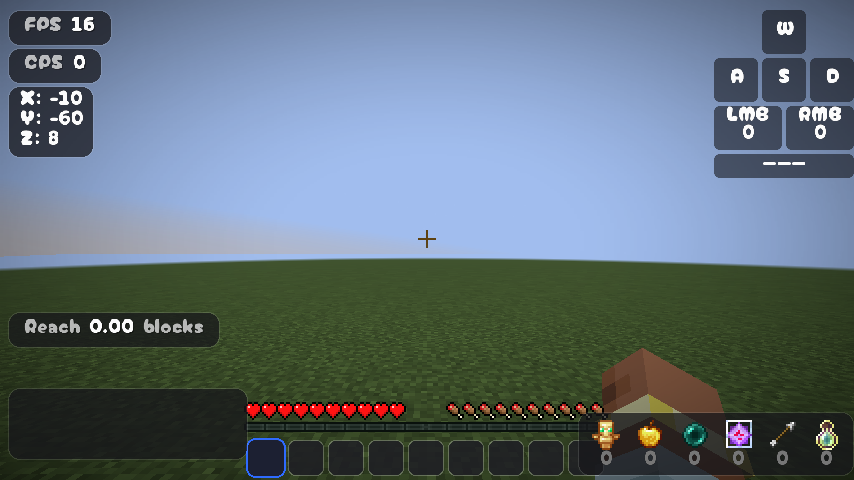 FPS 16
CPS 0
X: -10
Y: -60
Z: 8
W
A S D
LMB RMB
0 0
---
Reach 0.00 blocks
0 0 0 0 0 0